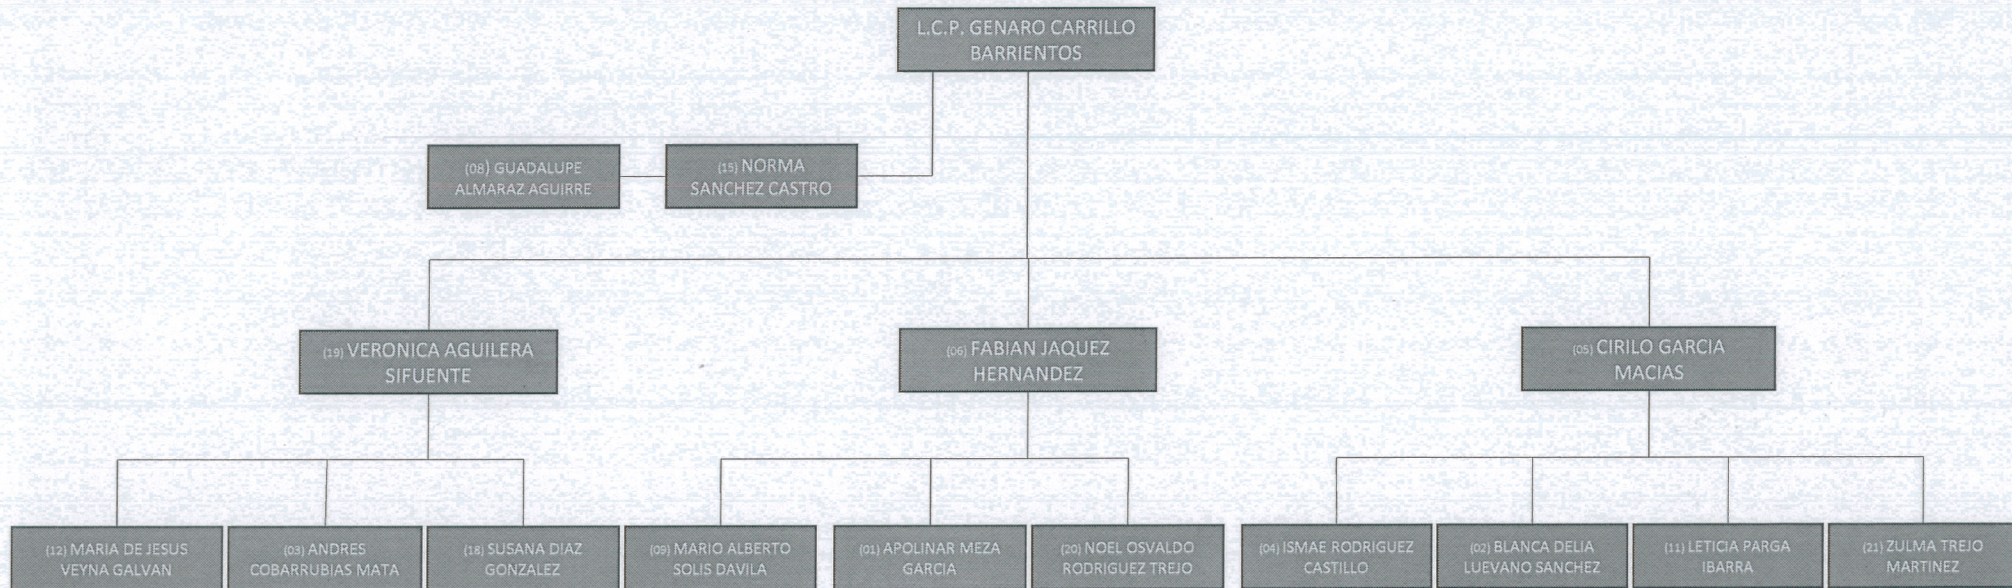 L.C.P. GENARO CARRILLO
BARRIENTOS
(08) GUADALUPE
ALMARAZ AGUIRRE
(15) NORMA
SANCHEZ CASTRO
(19) VERONICA AGUILERA
SIFUENTE
(06) FABIAN JAQUEZ
HERNANDEZ
(05) CIRILO GARCIA
MACIAS
(12) MARIA DE JESUS
VEYNA GALVAN
(03) ANDRES
COBARRUBIAS MATA
(18) SUSANA DIAZ
GONZALEZ
(09) MARIO ALBERTO
SOLIS DAVILA
(01) APOLINAR MEZA
GARCIA
(20) NOEL OSVALDO
RODRIGUEZ TREJO
(04) ISMAE RODRIGUEZ
CASTILLO
(02) BLANCA DELIA
LUEVANO SANCHEZ
(11) LETICIA PARGA
IBARRA
(21) ZULMA TREJO
MARTINEZ